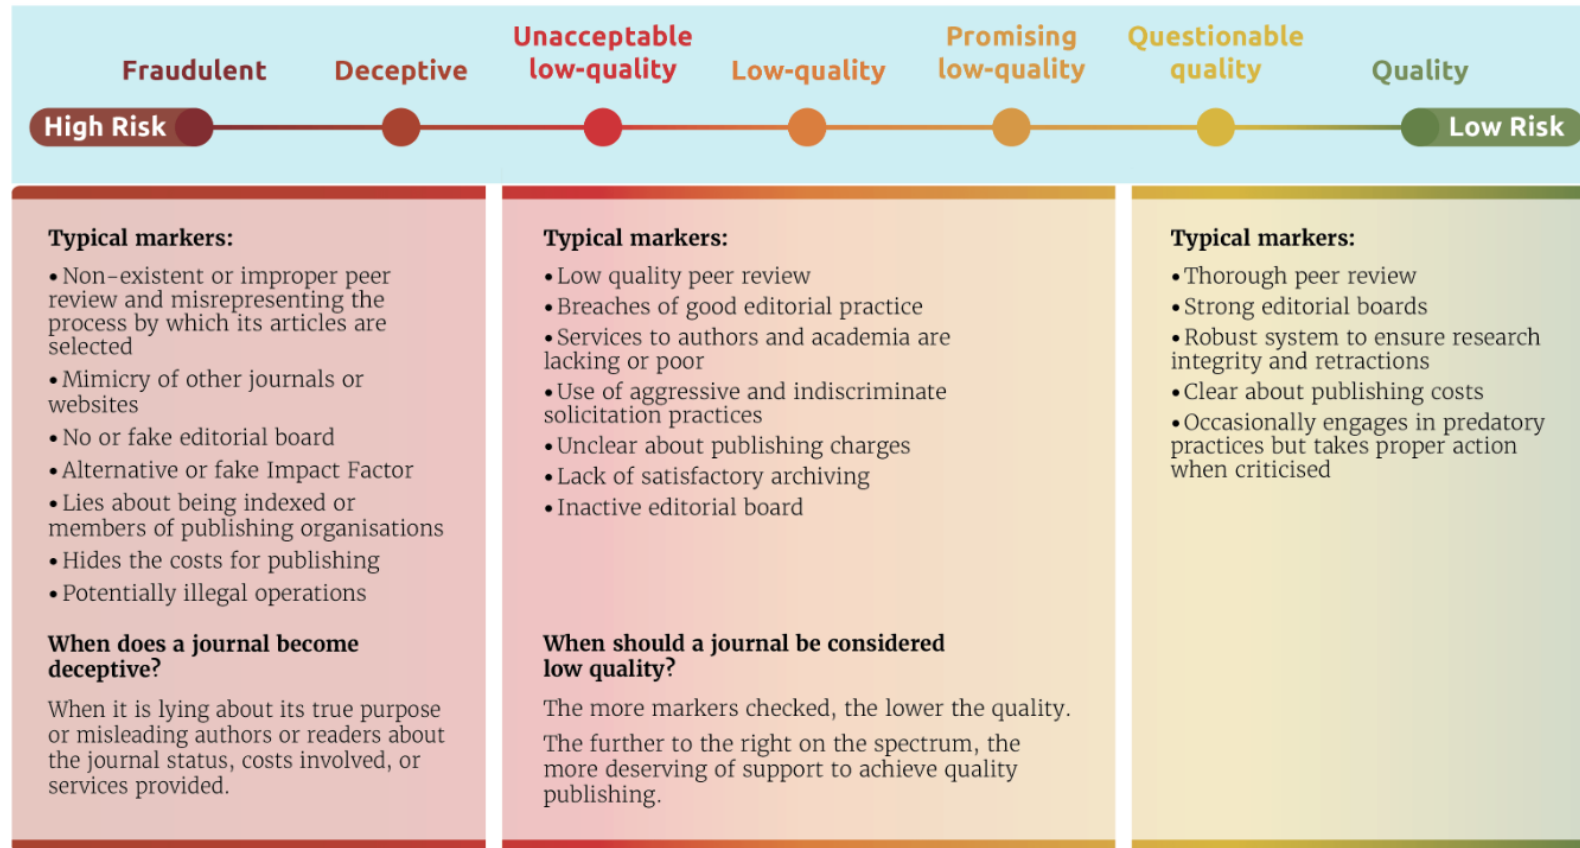 Fraudulent
Deceptive
Unacceptable
low-quality
Low-quality
Promising
low-quality
Questionable
quality
Quality
High Risk
Low Risk
Typical markers:
• Non-existent or improper peer
review and misrepresenting the
process by which its articles are
selected
• Mimicry of other journals or
websites
• No or fake editorial board
• Alternative or fake Impact Factor
• Lies about being indexed or
members of publishing organisations
• Hides the costs for publishing
• Potentially illegal operations
When does a journal become
deceptive?
When it is lying about its true purpose
or misleading authors or readers about
the journal status, costs involved, or
services provided.
Typical markers:
• Low quality peer review
• Breaches of good editorial practice
• Services to authors and academia are
lacking or poor
• Use of aggressive and indiscriminate
solicitation practices
• Unclear about publishing charges
• Lack of satisfactory archiving
• Inactive editorial board
When should a journal be considered
low quality?
The more markers checked, the lower the quality.
The further to the right on the spectrum, the
more deserving of support to achieve quality
publishing.
Typical markers:
• Thorough peer review
• Strong editorial boards
• Robust system to ensure research
integrity and retractions
• Clear about publishing costs
• Occasionally engages in predatory
practices but takes proper action
when criticised